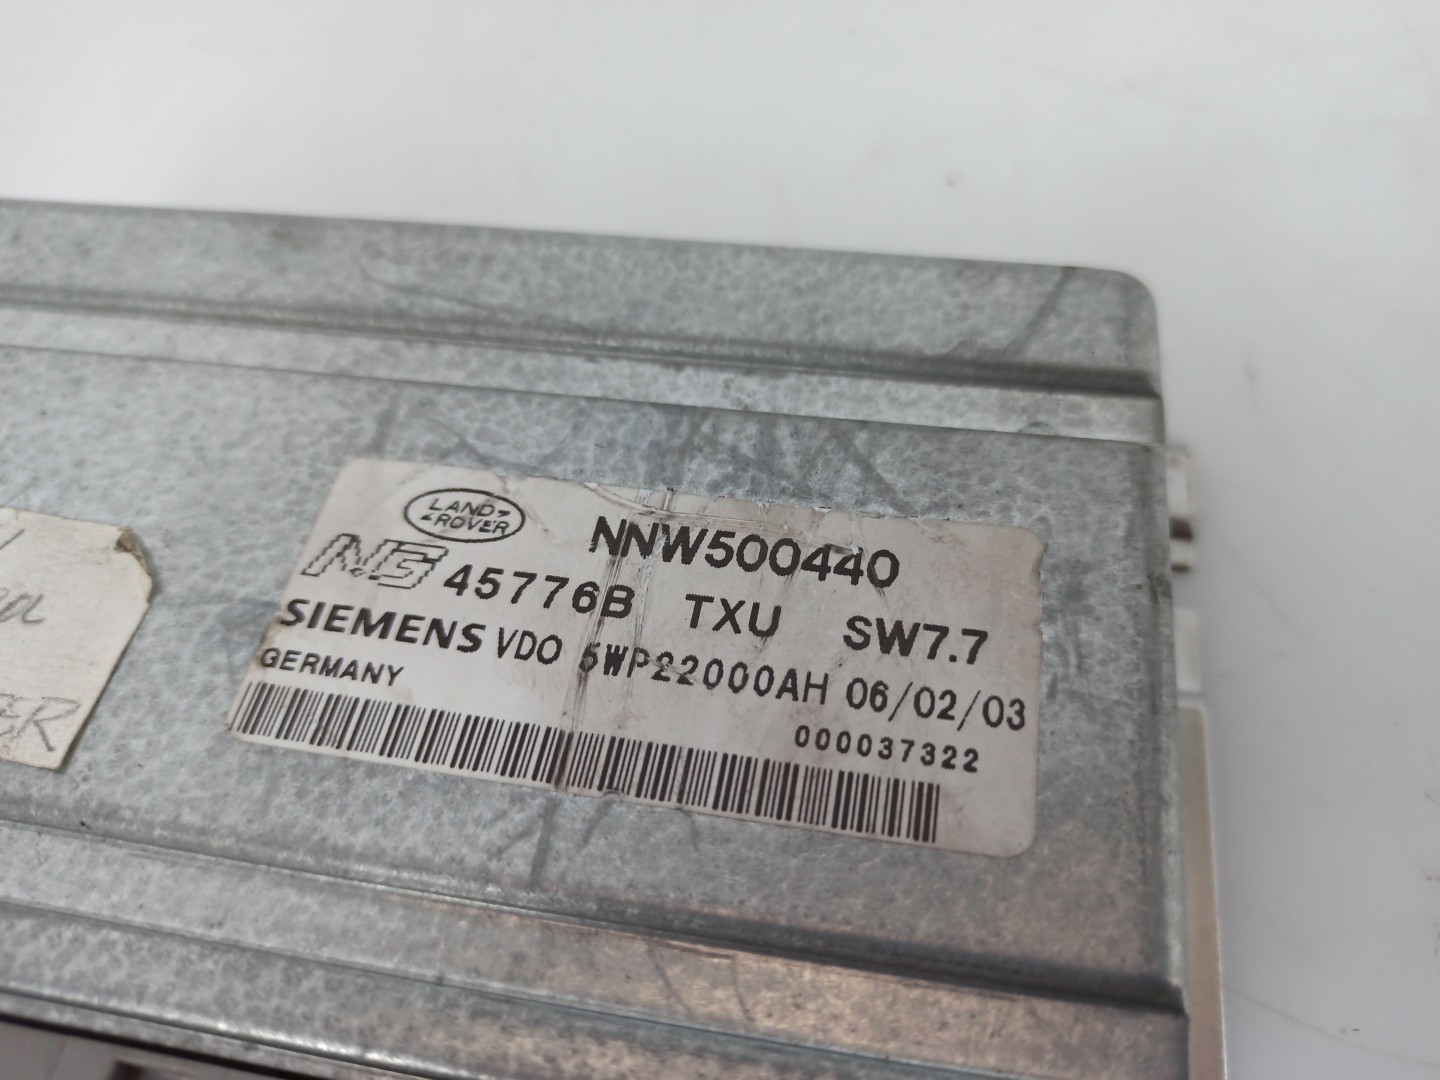 LAND ROVER
NNW500440
NG 45776B TXU SW7.7
SIEMENS VDO 5WP22000AH 06/02/03
GERMANY
000037322